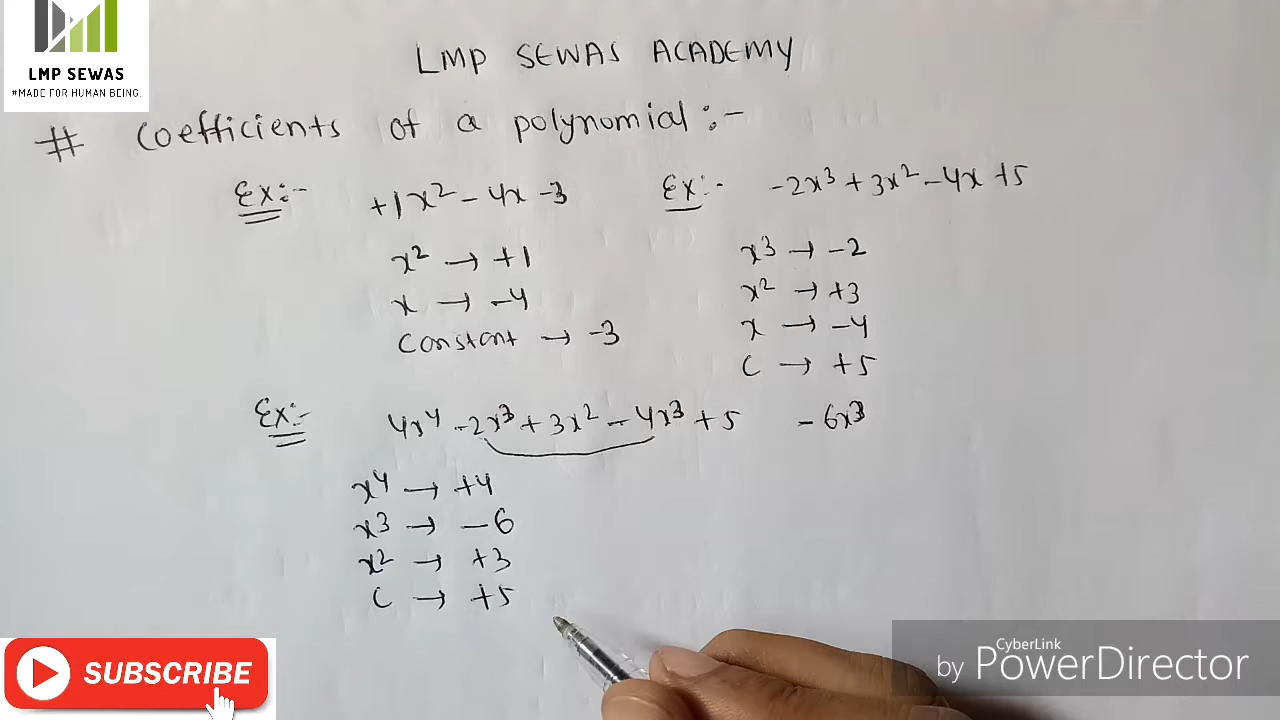 LMP SEWAS
#MADE FOR HUMAN BEING.
LMP SEWAS ACADEMY
# Coefficients of a polynomial :-
Ex:- +1x² - 4x - 3
x² → +1
x → -4
Constant → -3
Ex:- -2x³ + 3x² - 4x + 5
x³ → -2
x² → +3
x → -4
C → +5
Ex:- 4x⁴ - 2x³ + 3x² - 4x³ + 5 - 6x³
x⁴ → +4
x³ → -6
x² → +3
C → +5
SUBSCRIBE
CyberLink
by PowerDirector